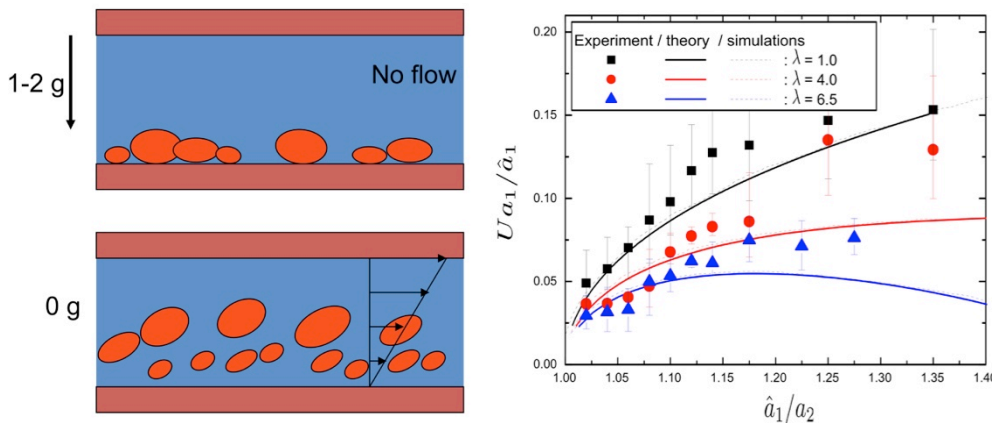 1-2 g
No flow
0 g
Experiment / theory / simulations
: λ = 1.0
: λ = 4.0
: λ = 6.5
0.20
0.15
0.10
0.05
0.00
1.00 1.05 1.10 1.15 1.20 1.25 1.30 1.35 1.40
Ua₁/â₁
â₁/a₂